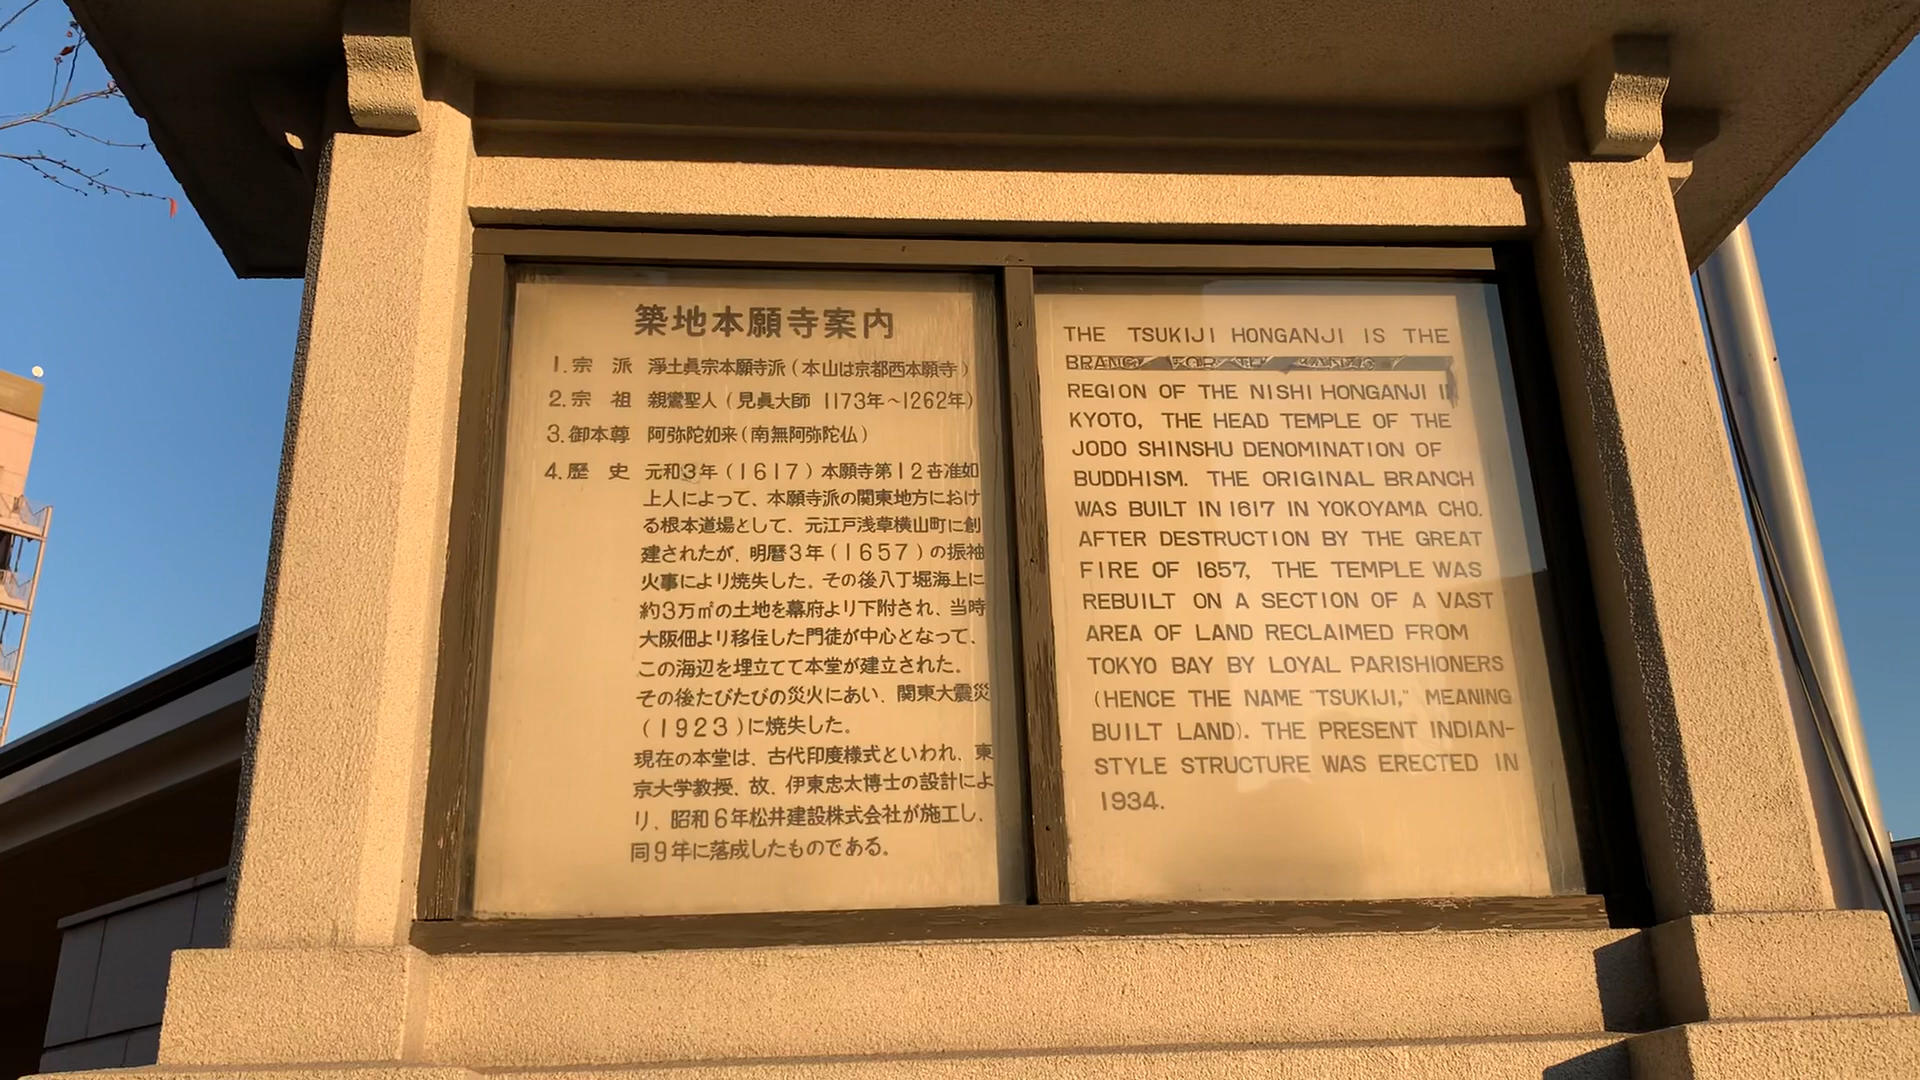 築地本願寺案内
1. 宗 派 淨土眞宗本願寺派(本山は京都西本願寺)
2. 宗 祖 親鸞聖人(見眞大師 1173年~1262年)
3. 御本尊 阿弥陀如来(南無阿弥陀仏)
4. 歴 史 元和3年(1617)本願寺第12代准如
上人によって、本願寺派の関東地方におけ
る根本道場として、元江戸浅草横山町に創
建されたが、明暦3年(1657)の振袖
火事により焼失した。その後八丁堀海上に
約3万㎡の土地を幕府より下附され、当時
大阪佃より移住した門徒が中心となって、
この海辺を埋立てて本堂が建立された。
その後たびたびの災火にあい、関東大震災
(1923)に焼失した。
現在の本堂は、古代印度様式といわれ、東
京大学教授、故、伊東忠太博士の設計によ
り、昭和6年松井建設株式会社が施工し、
同9年に落成したものである。
THE TSUKIJI HONGANJI IS THE
BRANCH FOR THE
REGION OF THE NISHI HONGANJI IN
KYOTO, THE HEAD TEMPLE OF THE
JODO SHINSHU DENOMINATION OF
BUDDHISM. THE ORIGINAL BRANCH
WAS BUILT IN 1617 IN YOKOYAMA CHO.
AFTER DESTRUCTION BY THE GREAT
FIRE OF 1657, THE TEMPLE WAS
REBUILT ON A SECTION OF A VAST
AREA OF LAND RECLAIMED FROM
TOKYO BAY BY LOYAL PARISHIONERS
(HENCE THE NAME "TSUKIJI," MEANING
BUILT LAND). THE PRESENT INDIAN-
STYLE STRUCTURE WAS ERECTED IN
1934.